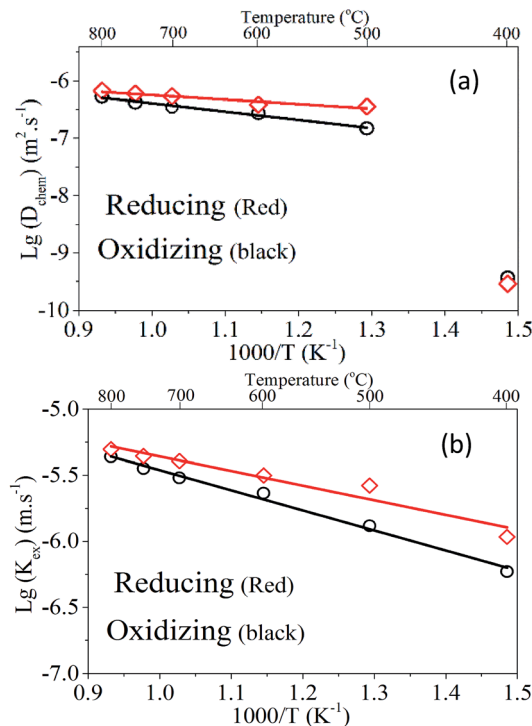 Temperature (°C)
800 700 600 500 400
-6
-7
-8
-9
-10
Lg (D_chem) (m².s⁻¹)
(a)
Reducing (Red)
Oxidizing (black)
0.9 1.0 1.1 1.2 1.3 1.4 1.5
1000/T (K⁻¹)
Temperature (°C)
800 700 600 500 400
-5.0
-5.5
-6.0
-6.5
-7.0
Lg (K_ex) (m.s⁻¹)
(b)
Reducing (Red)
Oxidizing (black)
0.9 1.0 1.1 1.2 1.3 1.4 1.5
1000/T (K⁻¹)